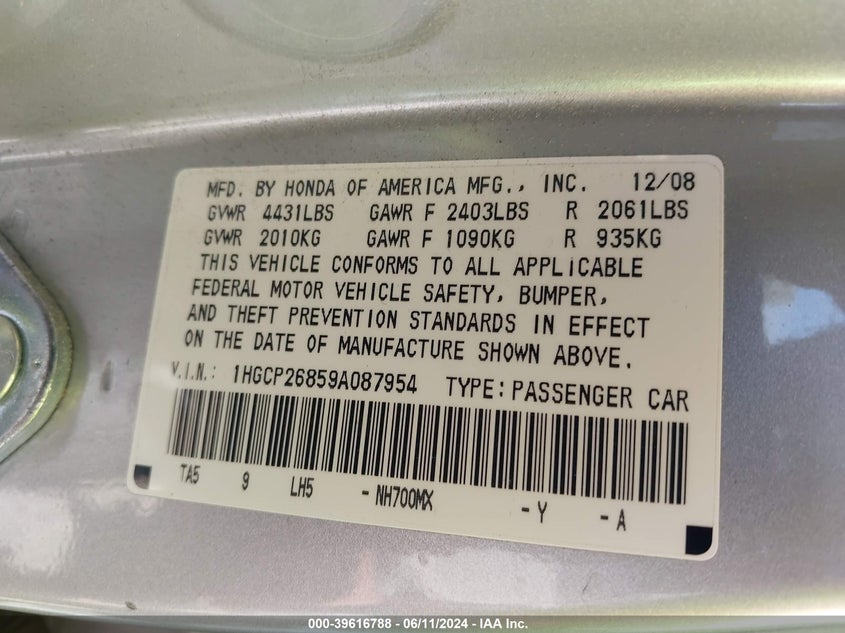 MFD. BY HONDA OF AMERICA MFG., INC. 12/08
GVWR 4431LBS GAWR F 2403LBS R 2061LBS
GVWR 2010KG GAWR F 1090KG R 935KG
THIS VEHICLE CONFORMS TO ALL APPLICABLE
FEDERAL MOTOR VEHICLE SAFETY, BUMPER,
AND THEFT PREVENTION STANDARDS IN EFFECT
ON THE DATE OF MANUFACTURE SHOWN ABOVE.
V.I.N.: 1HGCP26859A087954 TYPE: PASSENGER CAR
TA5 9 LH5 - NH700MX - Y - A
000-39616788 - 06/11/2024 - IAA Inc.